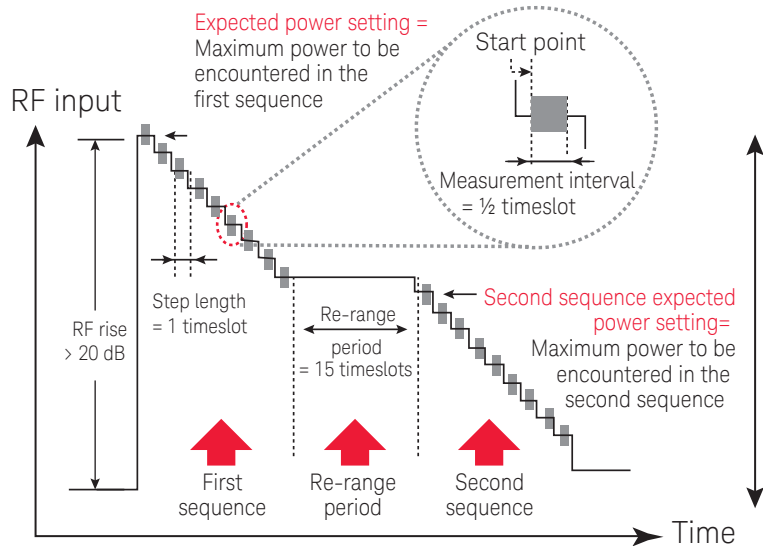 Expected power setting =
Maximum power to be
encountered in the
first sequence
Start point
RF input
Measurement interval
= ½ timeslot
Step length
= 1 timeslot
RF rise
> 20 dB
Re-range
period
= 15 timeslots
Second sequence expected
power setting=
Maximum power to be
encountered in the
second sequence
First
sequence
Re-range
period
Second
sequence
Time